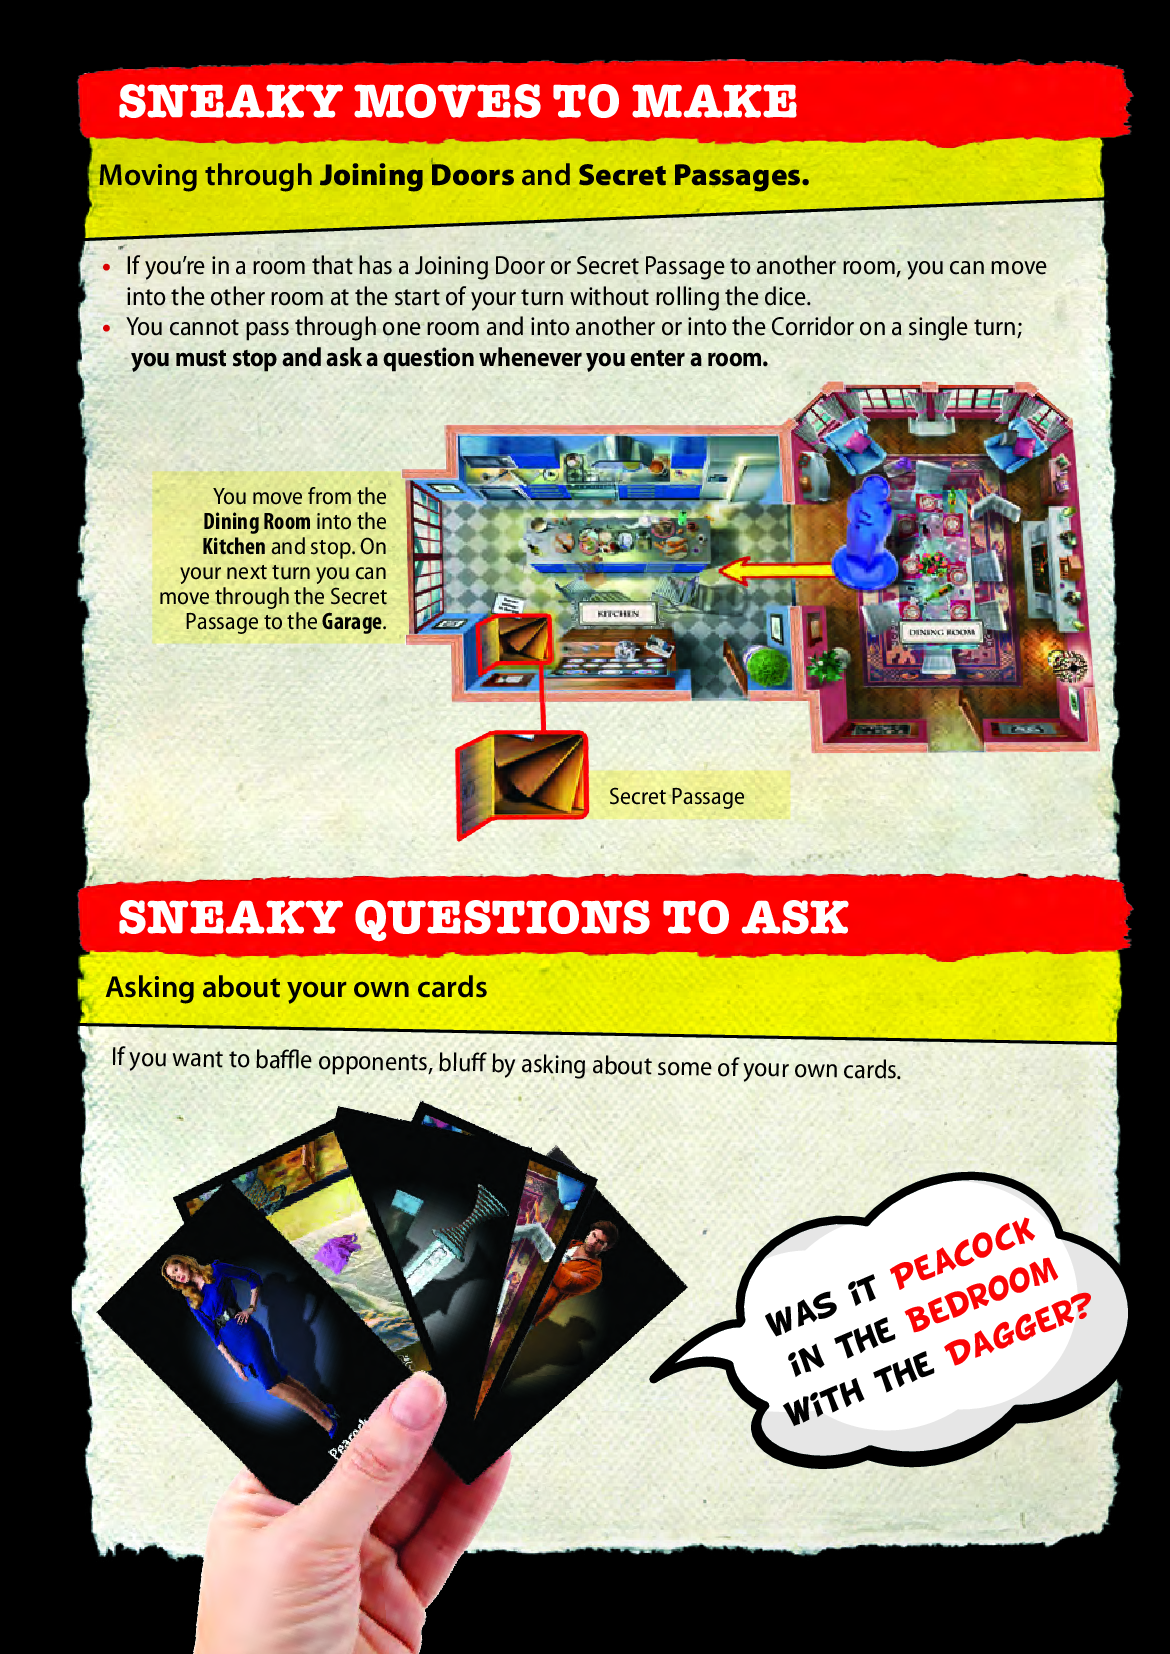 SNEAKY MOVES TO MAKE
Moving through Joining Doors and Secret Passages.
• If you’re in a room that has a Joining Door or Secret Passage to another room, you can move
into the other room at the start of your turn without rolling the dice.
• You cannot pass through one room and into another or into the Corridor on a single turn;
you must stop and ask a question whenever you enter a room.
You move from the
Dining Room into the
Kitchen and stop. On
your next turn you can
move through the Secret
Passage to the Garage.
KITCHEN
DINING ROOM
Secret Passage
SNEAKY QUESTIONS TO ASK
Asking about your own cards
If you want to baffle opponents, bluff by asking about some of your own cards.
Peacock
WAS iT PEACOCK
iN THE BEDROOM
WiTH THE DAGGER?